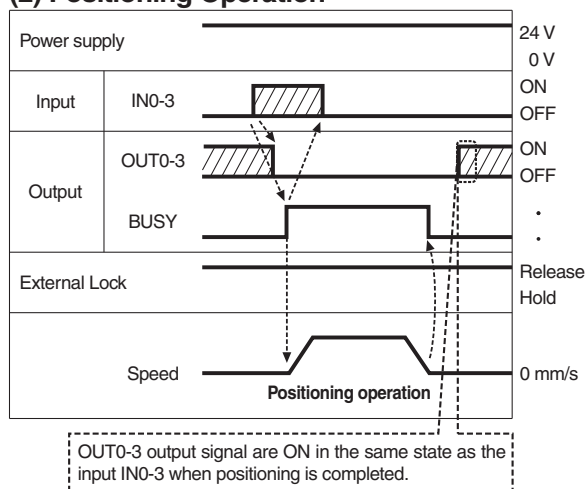 (2) Positioning Operation
Power supply
24 V
0 V
Input
IN0-3
ON
OFF
Output
OUT0-3
ON
OFF
BUSY
External Lock
Release
Hold
Speed
0 mm/s
Positioning operation
OUT0-3 output signal are ON in the same state as the
input IN0-3 when positioning is completed.